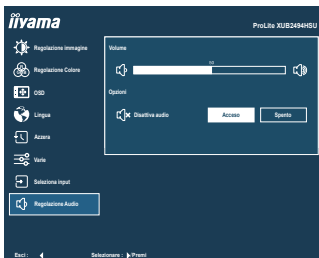 iiyama
ProLite XUB2494HSU
Regolazione immagine
Regolazione Colore
OSD
Lingua
Azzera
Varie
Seleziona input
Regolazione Audio
Volume
50
Opzioni
Disattiva audio
Acceso
Spento
Esci :
Selezionare : Premi